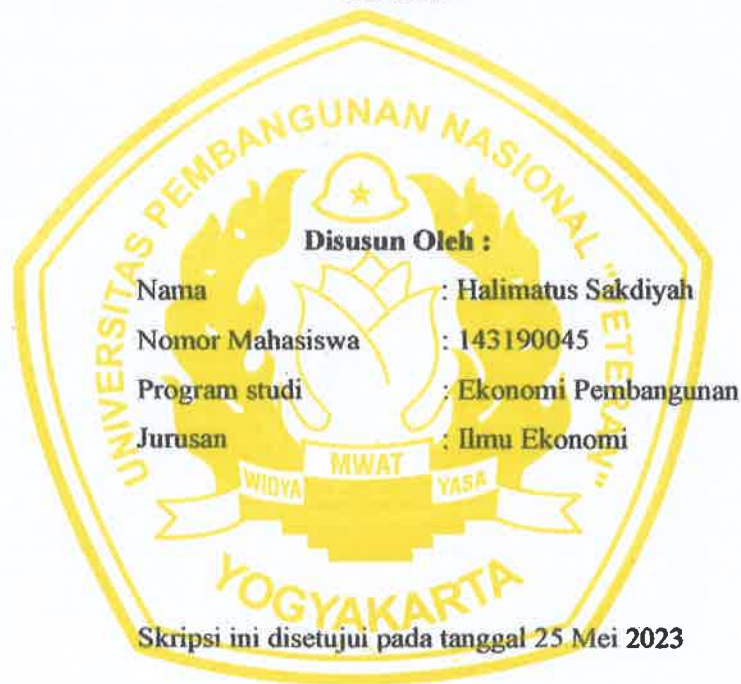 UNIVERSITAS PEMBANGUNAN NASIONAL "VETERAN"
Disusun Oleh :
Nama : Halimatus Sakdiyah
Nomor Mahasiswa : 143190045
Program studi : Ekonomi Pembangunan
Jurusan : Ilmu Ekonomi
WIDYA MWAT YASA
YOGYAKARTA
Skripsi ini disetujui pada tanggal 25 Mei 2023